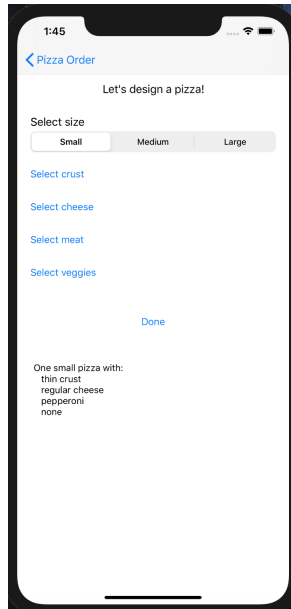 1:45
Pizza Order
Let's design a pizza!
Select size
Small Medium Large
Select crust
Select cheese
Select meat
Select veggies
Done
One small pizza with:
thin crust
regular cheese
pepperoni
none